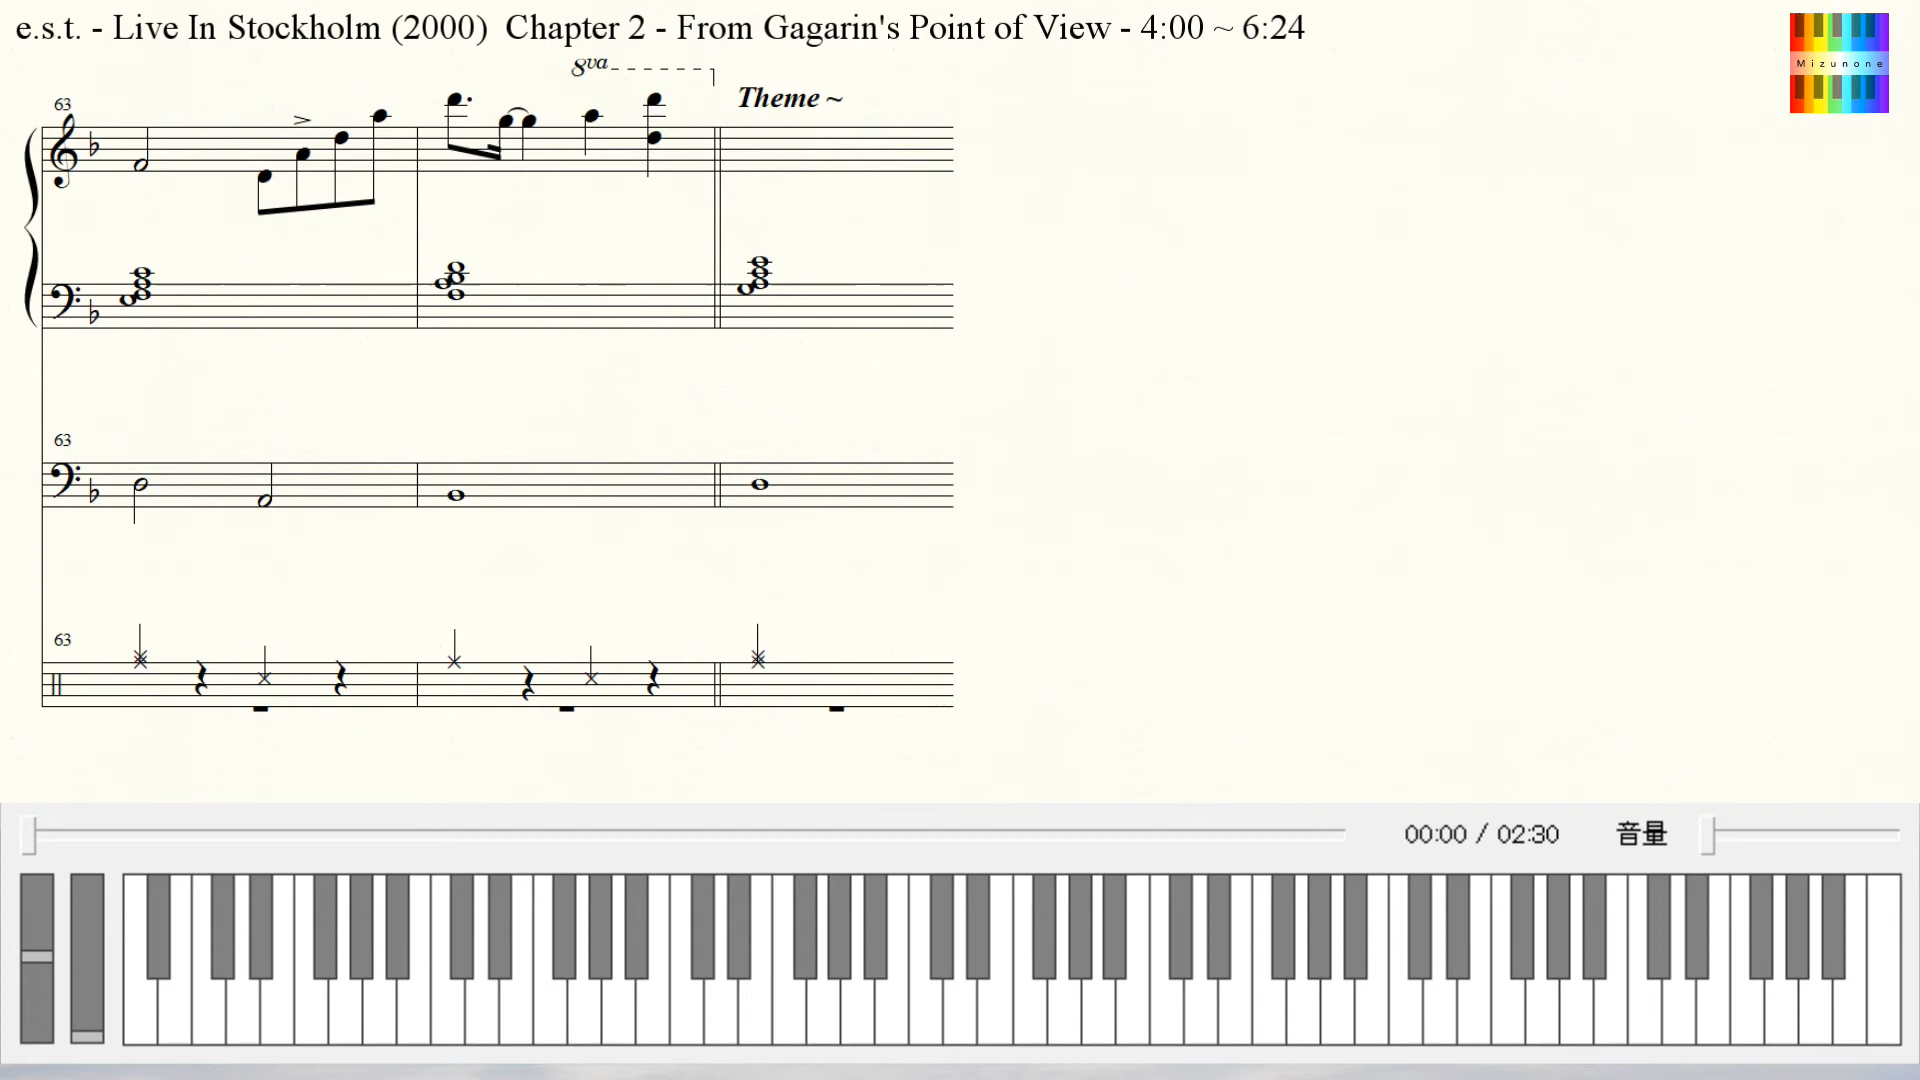 e.s.t. - Live In Stockholm (2000)  Chapter 2 - From Gagarin's Point of View - 4:00 ~ 6:24
Mizunone
8va
Theme ~
63
63
63
00:00 / 02:30 音量